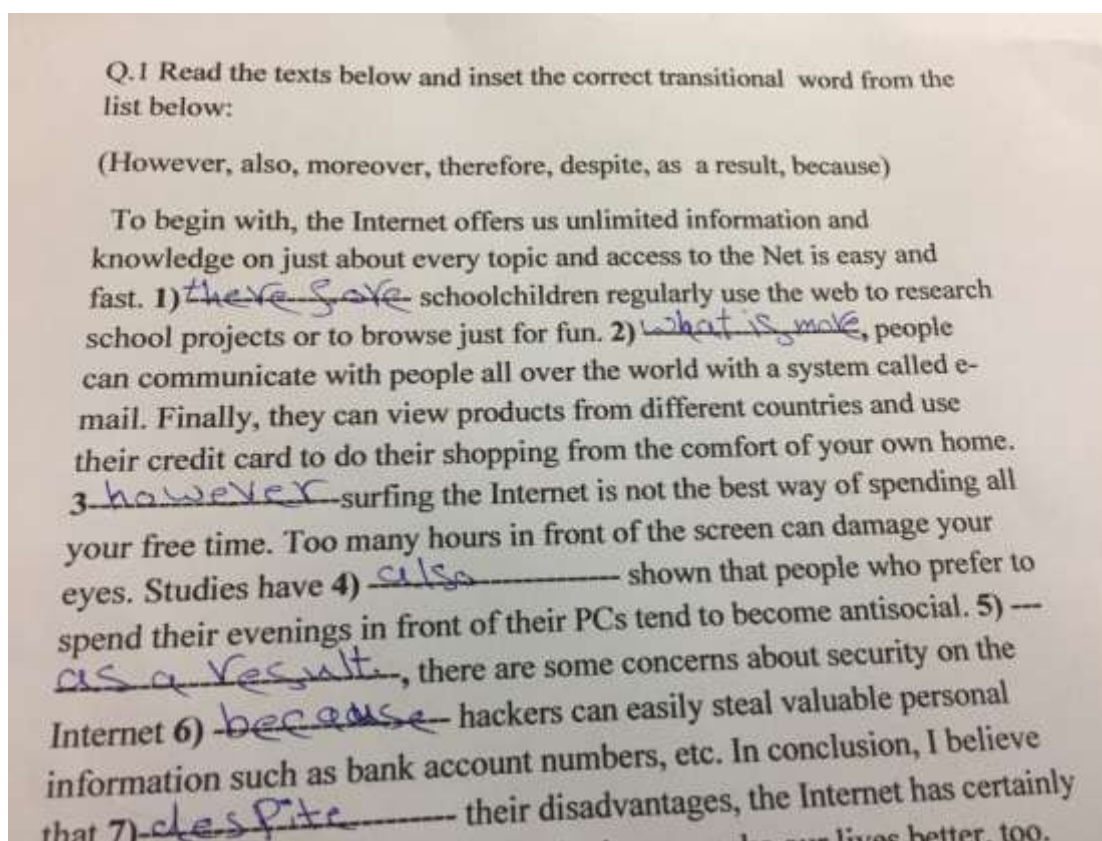 Q.1 Read the texts below and inset the correct transitional word from the
list below:
(However, also, moreover, therefore, despite, as a result, because)
To begin with, the Internet offers us unlimited information and
knowledge on just about every topic and access to the Net is easy and
fast. 1) therefore schoolchildren regularly use the web to research
school projects or to browse just for fun. 2) what is more, people
can communicate with people all over the world with a system called e-
mail. Finally, they can view products from different countries and use
their credit card to do their shopping from the comfort of your own home.
3 however surfing the Internet is not the best way of spending all
your free time. Too many hours in front of the screen can damage your
eyes. Studies have 4) also shown that people who prefer to
spend their evenings in front of their PCs tend to become antisocial. 5) ---
as a result, there are some concerns about security on the
Internet 6) because hackers can easily steal valuable personal
information such as bank account numbers, etc. In conclusion, I believe
that 7) despite their disadvantages, the Internet has certainly
our lives better, too.